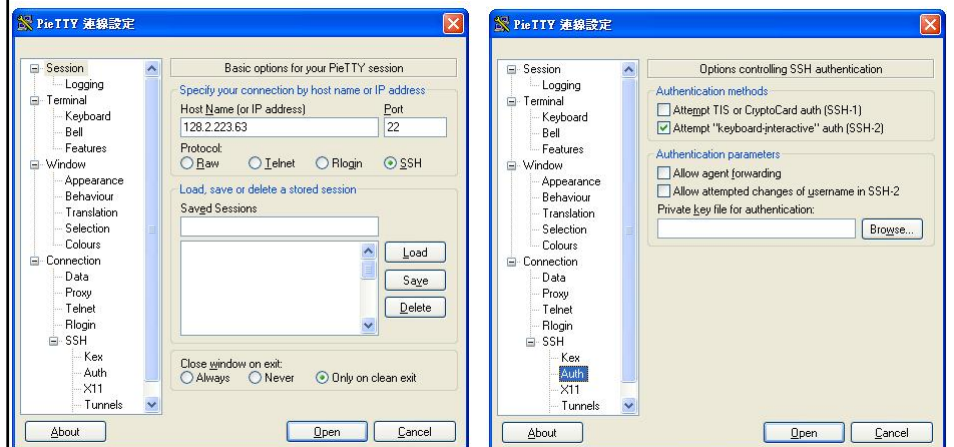 PieTTY 連線設定
Session
Logging
Terminal
Keyboard
Bell
Features
Window
Appearance
Behaviour
Translation
Selection
Colours
Connection
Data
Proxy
Telnet
Rlogin
SSH
Kex
Auth
X11
Tunnels
Basic options for your PieTTY session
Specify your connection by host name or IP address
Host Name (or IP address) Port
128.2.223.63 22
Protocol:
Raw Telnet Rlogin SSH
Load, save or delete a stored session
Saved Sessions
Load
Save
Delete
Close window on exit:
Always Never Only on clean exit
About Open Cancel
PieTTY 連線設定
Session
Logging
Terminal
Keyboard
Bell
Features
Window
Appearance
Behaviour
Translation
Selection
Colours
Connection
Data
Proxy
Telnet
Rlogin
SSH
Kex
Auth
X11
Tunnels
Options controlling SSH authentication
Authentication methods
Attempt TIS or CryptoCard auth (SSH-1)
Attempt "keyboard-interactive" auth (SSH-2)
Authentication parameters
Allow agent forwarding
Allow attempted changes of username in SSH-2
Private key file for authentication:
Browse...
About Open Cancel